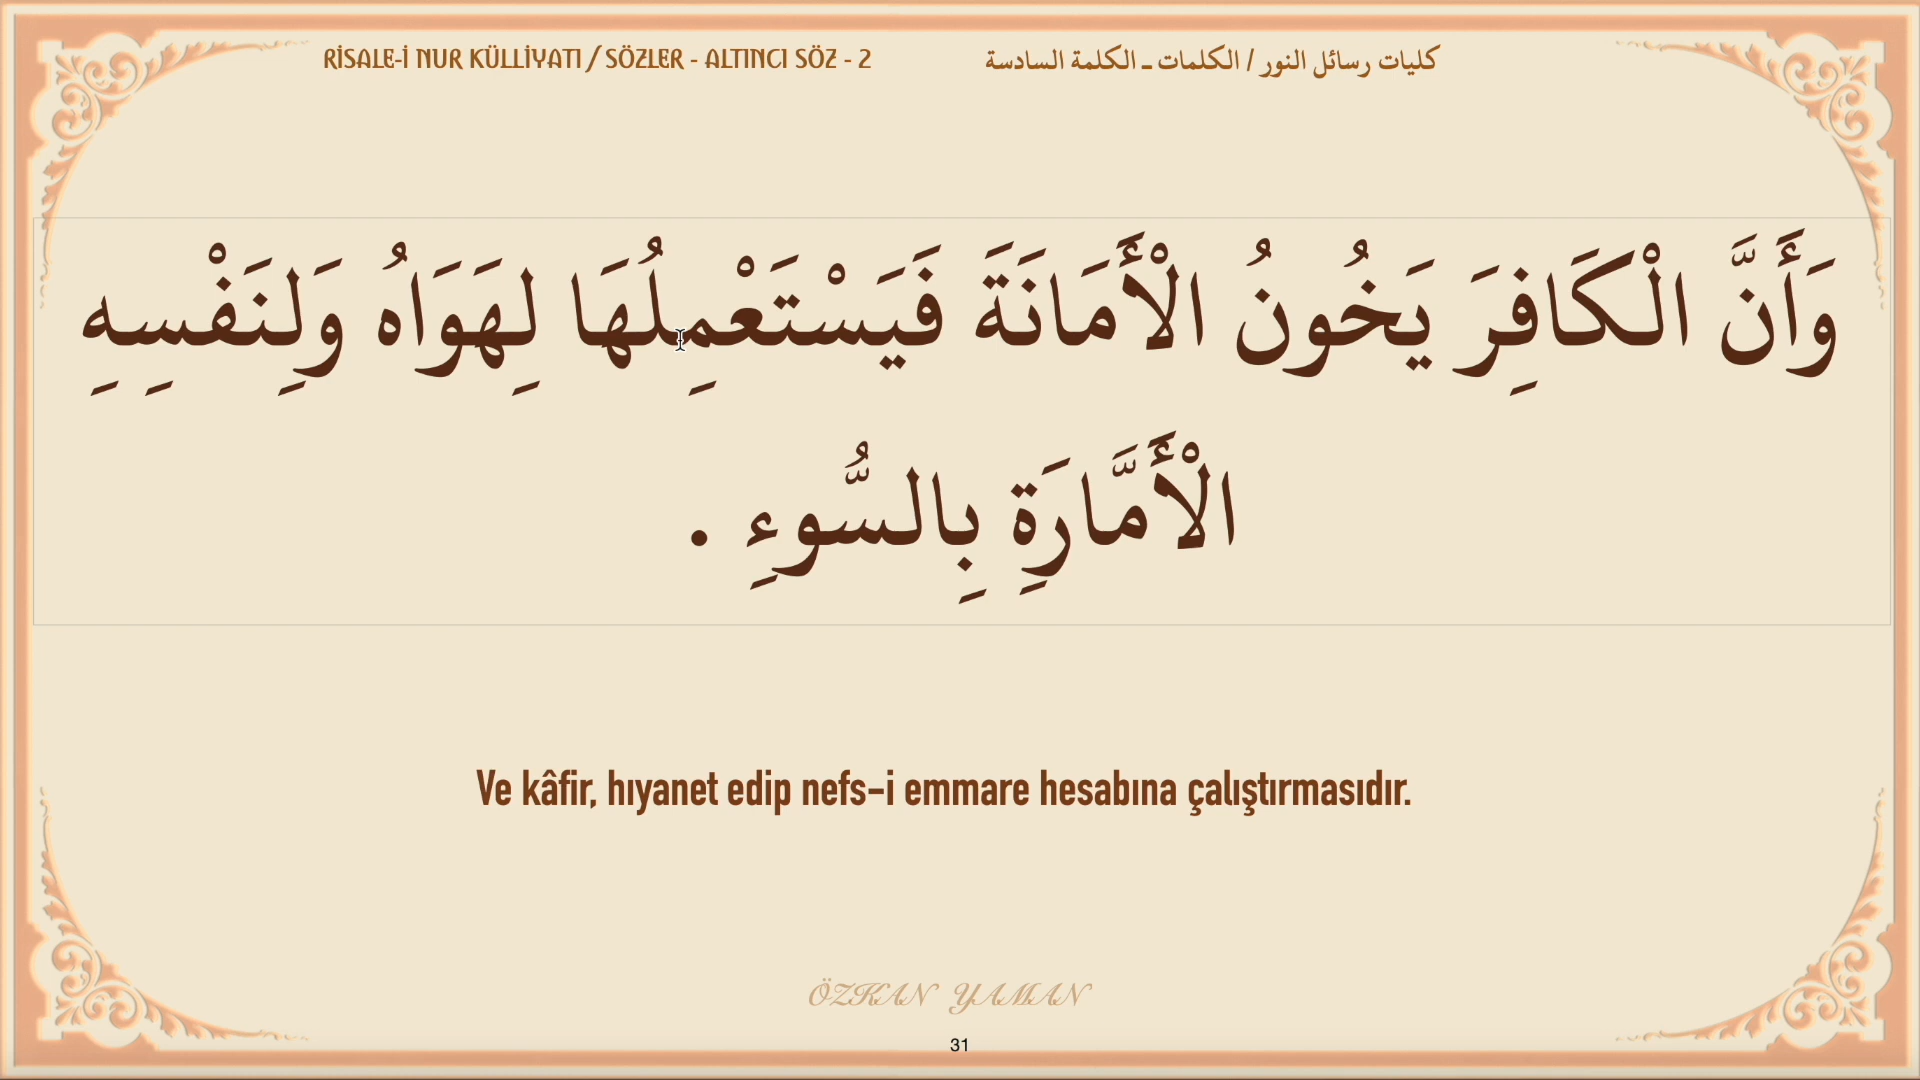 RİSALE-İ NUR KÜLLİYATI / SÖZLER - ALTINCI SÖZ - 2
كليات رسائل النور / الكلمات ـ الكلمة السادسة
وَأَنَّ الْكَافِرَ يَخُونُ الْأَمَانَةَ فَيَسْتَعْمِلُهَا لِهَوَاهُ وَلِنَفْسِهِ
الْأَمَّارَةِ بِالسُّوءِ .
Ve kâfir, hıyanet edip nefs-i emmare hesabına çalıştırmasıdır.
ÖZKAN YAMAN
31